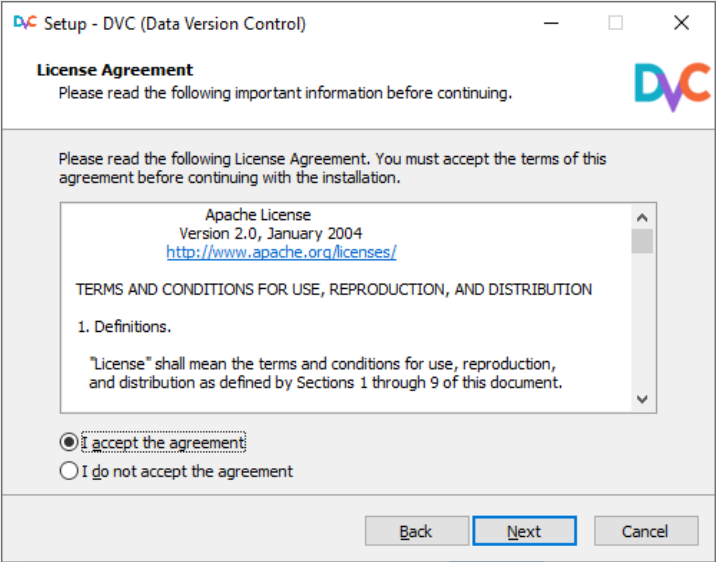 DVC Setup - DVC (Data Version Control)
License Agreement
Please read the following important information before continuing.
DVC
Please read the following License Agreement. You must accept the terms of this
agreement before continuing with the installation.
Apache License
Version 2.0, January 2004
http://www.apache.org/licenses/
TERMS AND CONDITIONS FOR USE, REPRODUCTION, AND DISTRIBUTION
1. Definitions.
"License" shall mean the terms and conditions for use, reproduction,
and distribution as defined by Sections 1 through 9 of this document.
I accept the agreement
I do not accept the agreement
Back Next Cancel